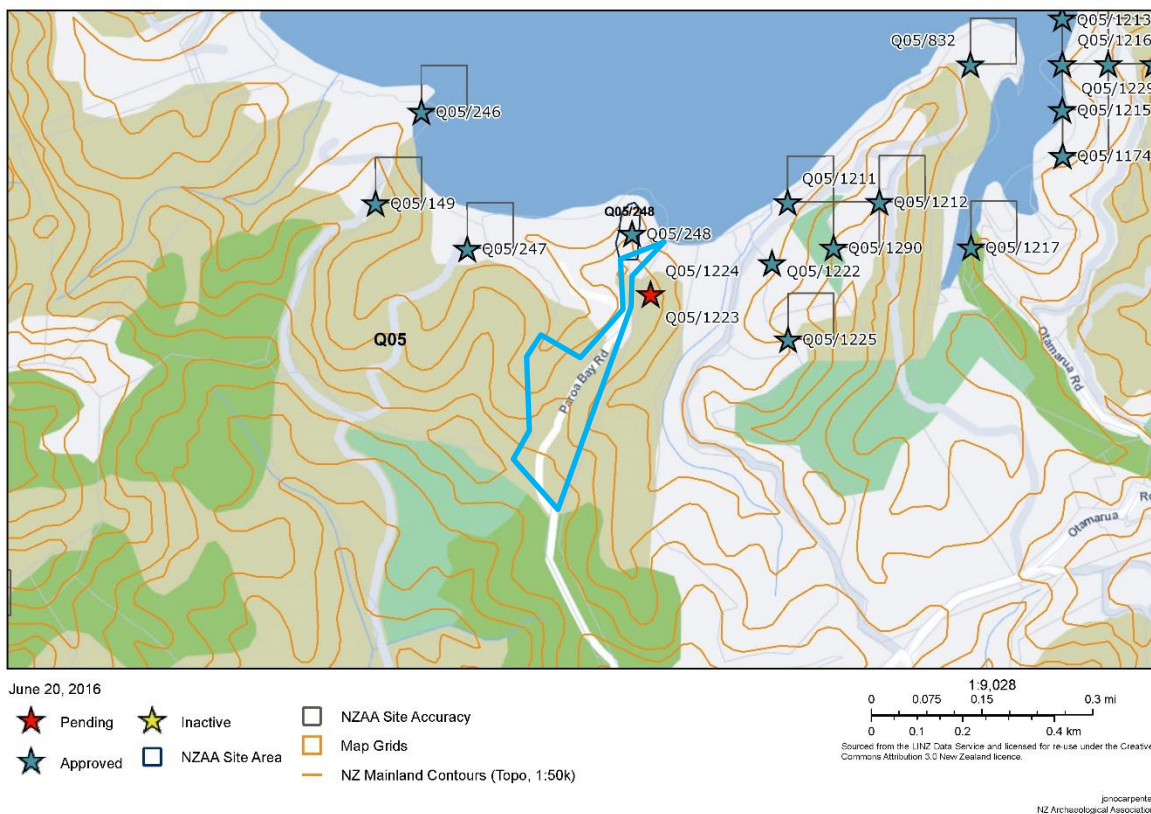 Q05/1213
Q05/832
Q05/1216
Q05/1229
Q05/246
Q05/1215
Q05/1174
Q05/1211
Q05/149
Q05/248
Q05/1212
Q05/248
Q05/247
Q05/1290
Q05/1217
Q05/1224
Q05/1222
Q05/1223
Q05
Q05/1225
Paroa Bay Rd
Otamarua Rd
Otamarua Ro
Ro
June 20, 2016
Pending
Inactive
NZAA Site Accuracy
Approved
NZAA Site Area
Map Grids
NZ Mainland Contours (Topo, 1:50k)
1:9,028
0 0.075 0.15 0.3 mi
0 0.1 0.2 0.4 km
Sourced from the LINZ Data Service and licensed for re-use under the Creative
Commons Attribution 3.0 New Zealand licence.
jonocarpente
NZ Archaeological Association